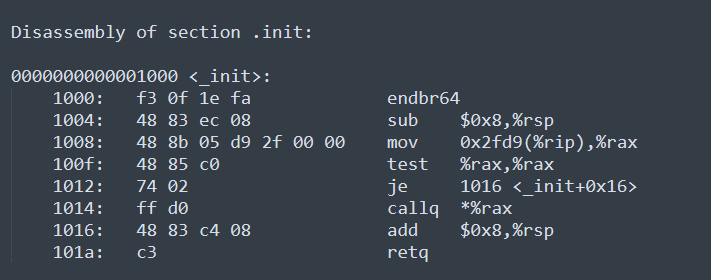 Disassembly of section .init:
0000000000001000 <_init>:
1000: f3 0f 1e fa endbr64
1004: 48 83 ec 08 sub $0x8,%rsp
1008: 48 8b 05 d9 2f 00 00 mov 0x2fd9(%rip),%rax
100f: 48 85 c0 test %rax,%rax
1012: 74 02 je 1016 <_init+0x16>
1014: ff d0 callq *%rax
1016: 48 83 c4 08 add $0x8,%rsp
101a: c3 retq